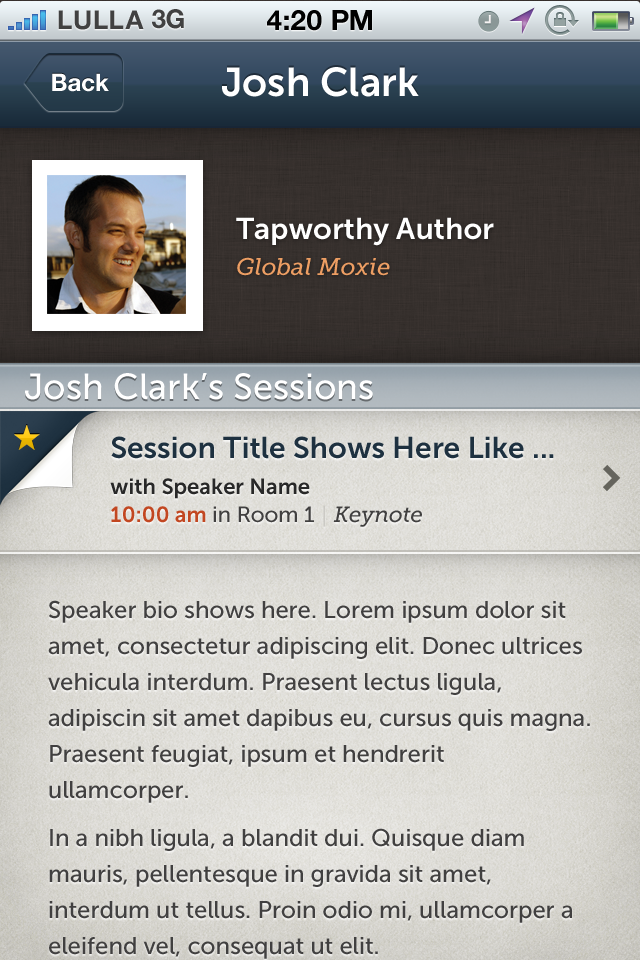 LULLA 3G 4:20 PM
Back Josh Clark
Tapworthy Author
Global Moxie
Josh Clark's Sessions
Session Title Shows Here Like ...
with Speaker Name
10:00 am in Room 1 | Keynote
Speaker bio shows here. Lorem ipsum dolor sit
amet, consectetur adipiscing elit. Donec ultrices
vehicula interdum. Praesent lectus ligula,
adipiscin sit amet dapibus eu, cursus quis magna.
Praesent feugiat, ipsum et hendrerit
ullamcorper.
In a nibh ligula, a blandit dui. Quisque diam
mauris, pellentesque in gravida sit amet,
interdum ut tellus. Proin odio mi, ullamcorper a
eleifend vel, consequat ut elit.